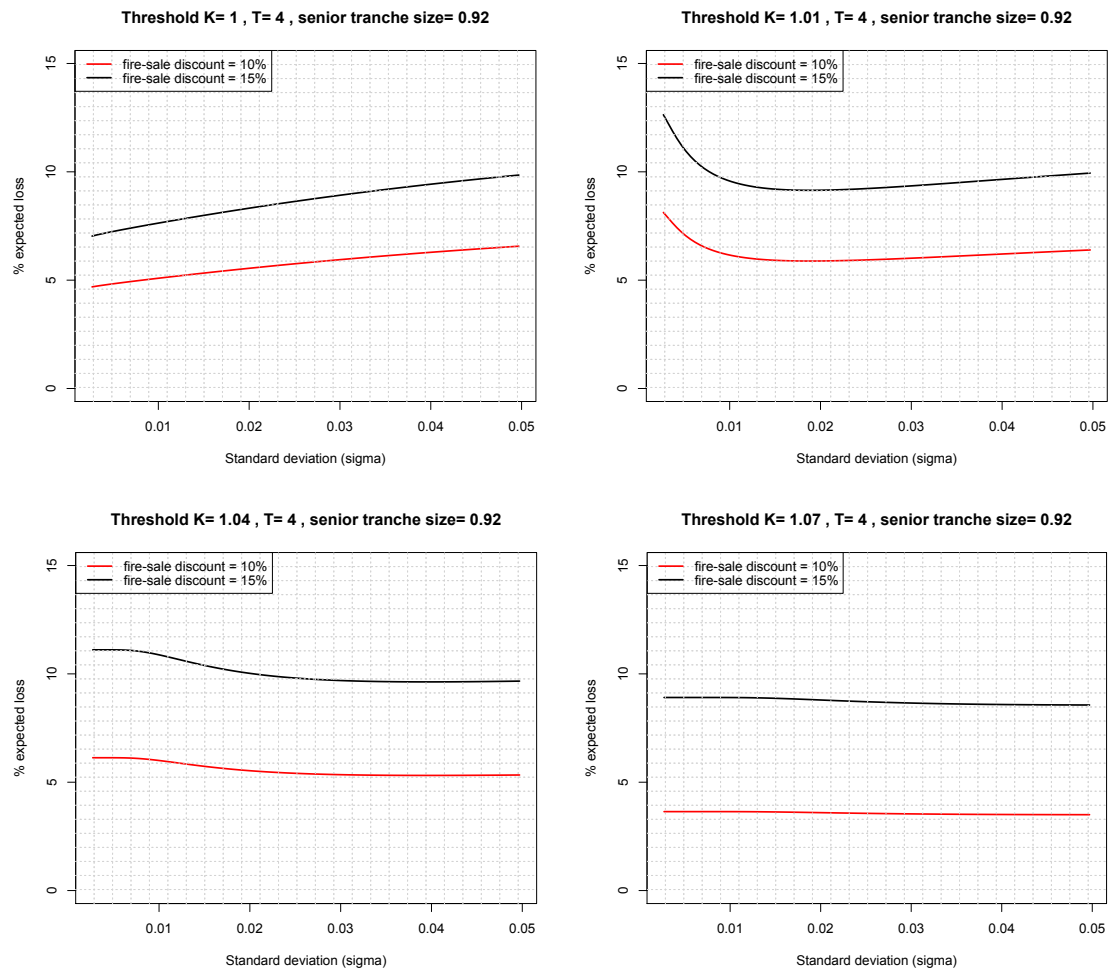 Threshold K= 1 , T= 4 , senior tranche size= 0.92
fire-sale discount = 10%
fire-sale discount = 15%
% expected loss
0
5
10
15
0.01 0.02 0.03 0.04 0.05
Standard deviation (sigma)
Threshold K= 1.01 , T= 4 , senior tranche size= 0.92
fire-sale discount = 10%
fire-sale discount = 15%
% expected loss
0
5
10
15
0.01 0.02 0.03 0.04 0.05
Standard deviation (sigma)
Threshold K= 1.04 , T= 4 , senior tranche size= 0.92
fire-sale discount = 10%
fire-sale discount = 15%
% expected loss
0
5
10
15
0.01 0.02 0.03 0.04 0.05
Standard deviation (sigma)
Threshold K= 1.07 , T= 4 , senior tranche size= 0.92
fire-sale discount = 10%
fire-sale discount = 15%
% expected loss
0
5
10
15
0.01 0.02 0.03 0.04 0.05
Standard deviation (sigma)